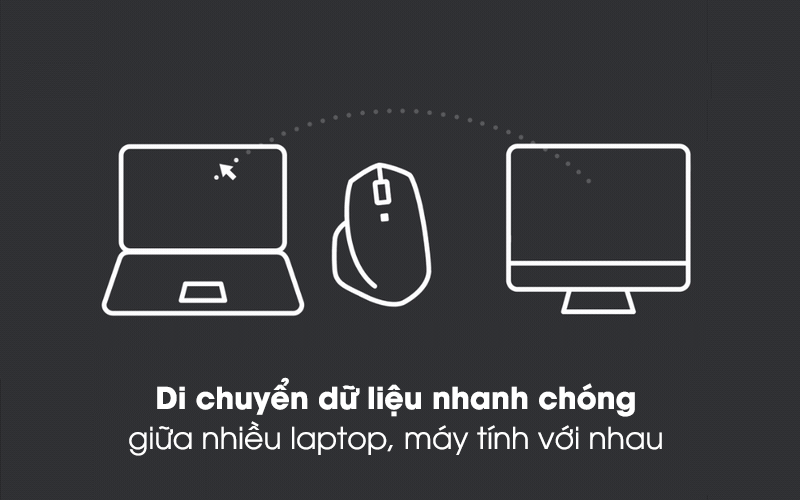 Di chuyển dữ liệu nhanh chóng
giữa nhiều laptop, máy tính với nhau